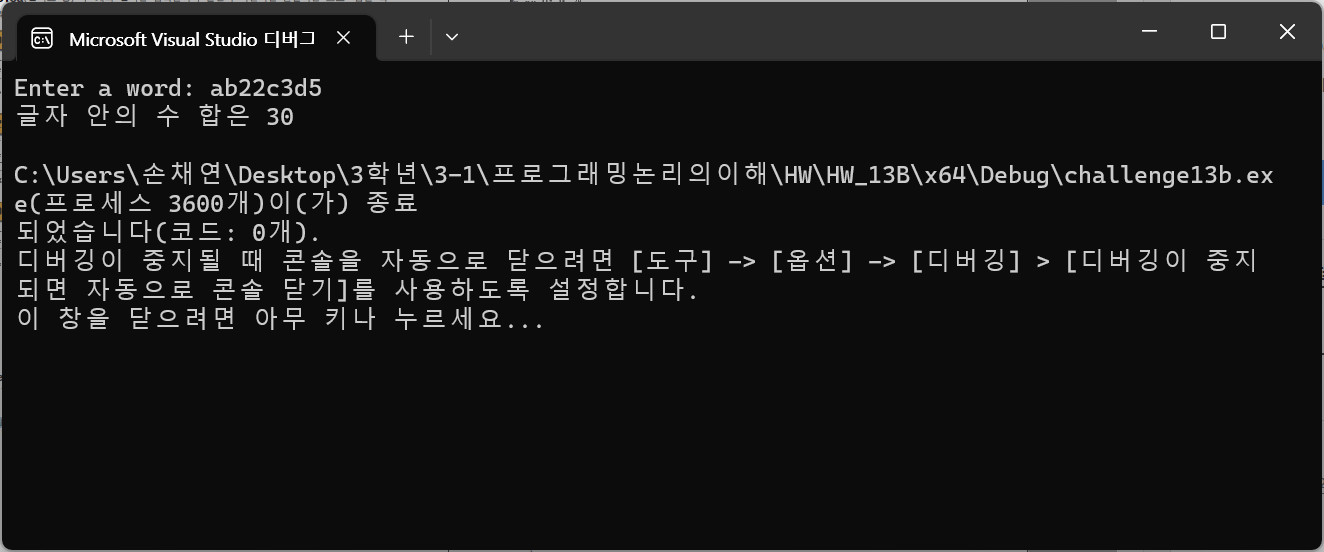 Microsoft Visual Studio 디버그
Enter a word: ab22c3d5
글자 안의 수 합은 30
C:\Users\손채연\Desktop\3학년\3-1\프로그래밍논리의이해\HW\HW_13B\x64\Debug\challenge13b.ex
e(프로세스 3600개)이(가) 종료
되었습니다(코드: 0개).
디버깅이 중지될 때 콘솔을 자동으로 닫으려면 [도구] -> [옵션] -> [디버깅] > [디버깅이 중지
되면 자동으로 콘솔 닫기]를 사용하도록 설정합니다.
이 창을 닫으려면 아무 키나 누르세요...